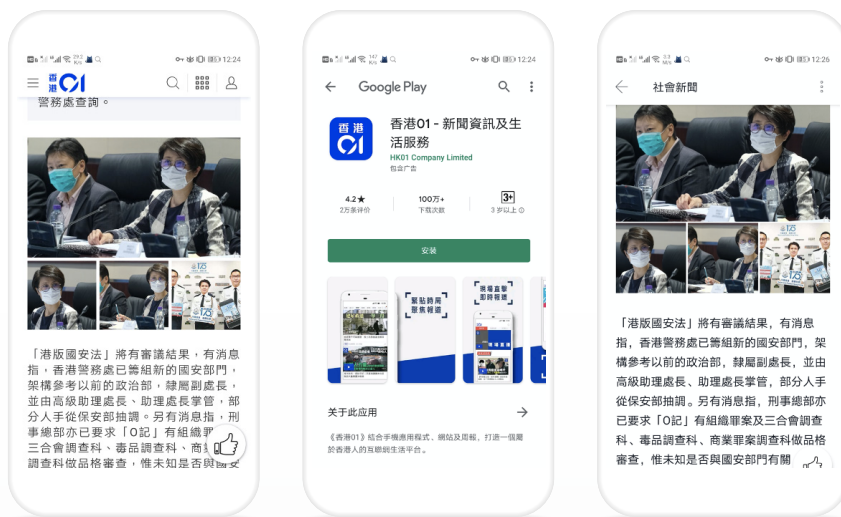 12:24
香港01
警務處查詢。
「港版國安法」將有審議結果,有消息
指,香港警務處已籌組新的國安部門,
架構參考以前的政治部,隸屬副處長,
並由高級助理處長、助理處長掌管,部
分人手從保安部抽調。另有消息指,刑
事總部亦已要求「O記」有組織罪
三合會調查科、毒品調查科、商
調查科做品格審查,惟未知是否與國安
12:24
Google Play
香港01
香港01 - 新聞資訊及生
活服務
HK01 Company Limited
包含广告
4.2★
2万条评价
100万+
下载次数
3+
3 岁以上
安装
緊貼時局
聚焦報道
現場直擊
即時報道
关于此应用
《香港01》結合手機應用程式、網站及周報,打造一個屬
於香港人的互聯網生活平台。
12:26
社會新聞
「港版國安法」將有審議結果,有消息
指,香港警務處已籌組新的國安部門,架
構參考以前的政治部,隸屬副處長,並由
高級助理處長、助理處長掌管,部分人手
從保安部抽調。另有消息指,刑事總部亦
已要求「O記」有組織罪案及三合會調查
科、毒品調查科、商業罪案調查科做品格
審查,惟未知是否與國安部門有關